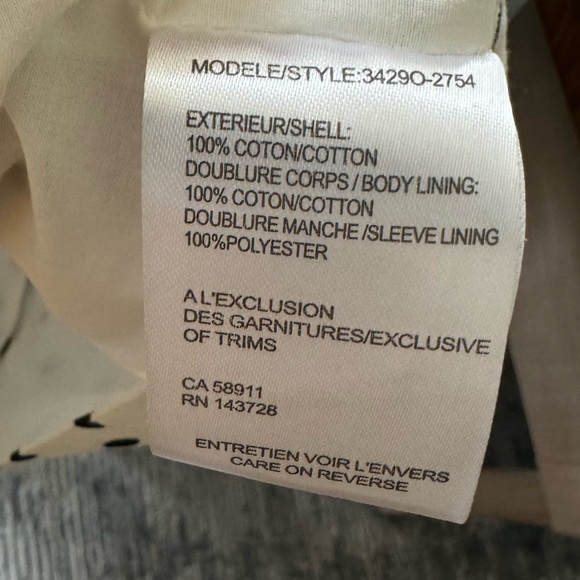 MODELE/STYLE:3429O-2754
EXTERIEUR/SHELL:
100% COTON/COTTON
DOUBLURE CORPS / BODY LINING:
100% COTON/COTTON
DOUBLURE MANCHE /SLEEVE LINING
100%POLYESTER
A L'EXCLUSION
DES GARNITURES/EXCLUSIVE
OF TRIMS
CA 58911
RN 143728
ENTRETIEN VOIR L'ENVERS
CARE ON REVERSE